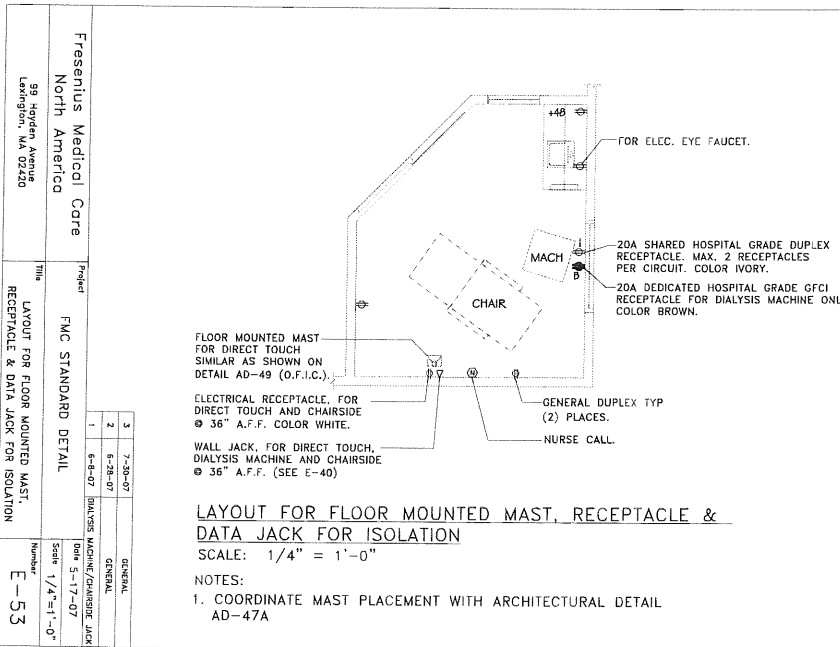 Fresenius Medical Care
North America
99 Hayden Avenue
Lexington, MA 02420
Project
FMC STANDARD DETAIL
Title
LAYOUT FOR FLOOR MOUNTED MAST,
RECEPTACLE & DATA JACK FOR ISOLATION
3 7-30-07 GENERAL
2 6-28-07 GENERAL
1 6-8-07 DIALYSIS MACHINE/CHAIRSIDE JACK
Date 5-17-07
Scale 1/4"=1'-0"
Number
E-53
+48
FOR ELEC. EYE FAUCET.
MACH
I
B
20A SHARED HOSPITAL GRADE DUPLEX
RECEPTACLE. MAX. 2 RECEPTACLES
PER CIRCUIT. COLOR IVORY.
20A DEDICATED HOSPITAL GRADE GFCI
RECEPTACLE FOR DIALYSIS MACHINE ONL
COLOR BROWN.
CHAIR
FLOOR MOUNTED MAST
FOR DIRECT TOUCH
SIMILAR AS SHOWN ON
DETAIL AD-49 (O.F.I.C.).
ELECTRICAL RECEPTACLE, FOR
DIRECT TOUCH AND CHAIRSIDE
@ 36" A.F.F. COLOR WHITE.
WALL JACK, FOR DIRECT TOUCH,
DIALYSIS MACHINE AND CHAIRSIDE
@ 36" A.F.F. (SEE E-40)
N
GENERAL DUPLEX TYP
(2) PLACES.
NURSE CALL.
LAYOUT FOR FLOOR MOUNTED MAST, RECEPTACLE &
DATA JACK FOR ISOLATION
SCALE: 1/4" = 1'-0"
NOTES:
1. COORDINATE MAST PLACEMENT WITH ARCHITECTURAL DETAIL
AD-47A